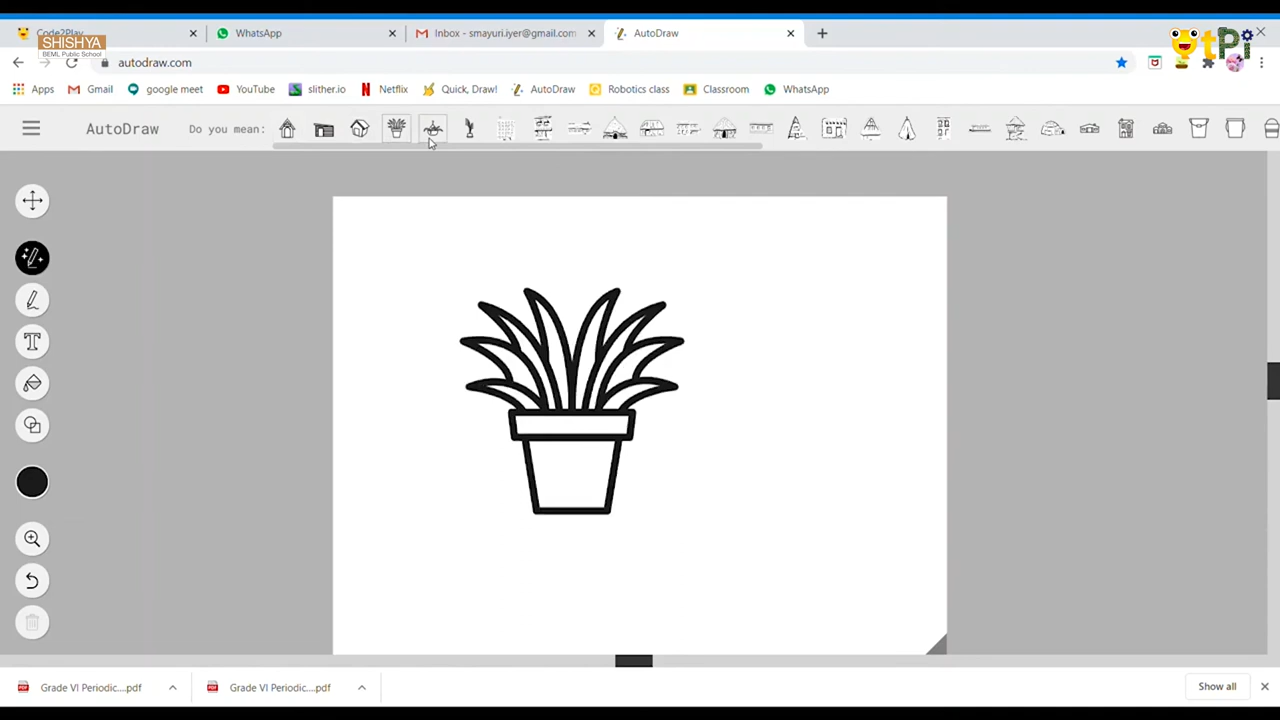 Code2Play
WhatsApp
Inbox - smayuri.iyer@gmail.com
AutoDraw
SHISHYA
BEML Public School
tPi
autodraw.com
Apps
Gmail
google meet
YouTube
slither.io
Netflix
Quick, Draw!
AutoDraw
Robotics class
Classroom
WhatsApp
AutoDraw
Do you mean:
T
Grade VI Periodic....pdf
Grade VI Periodic....pdf
Show all